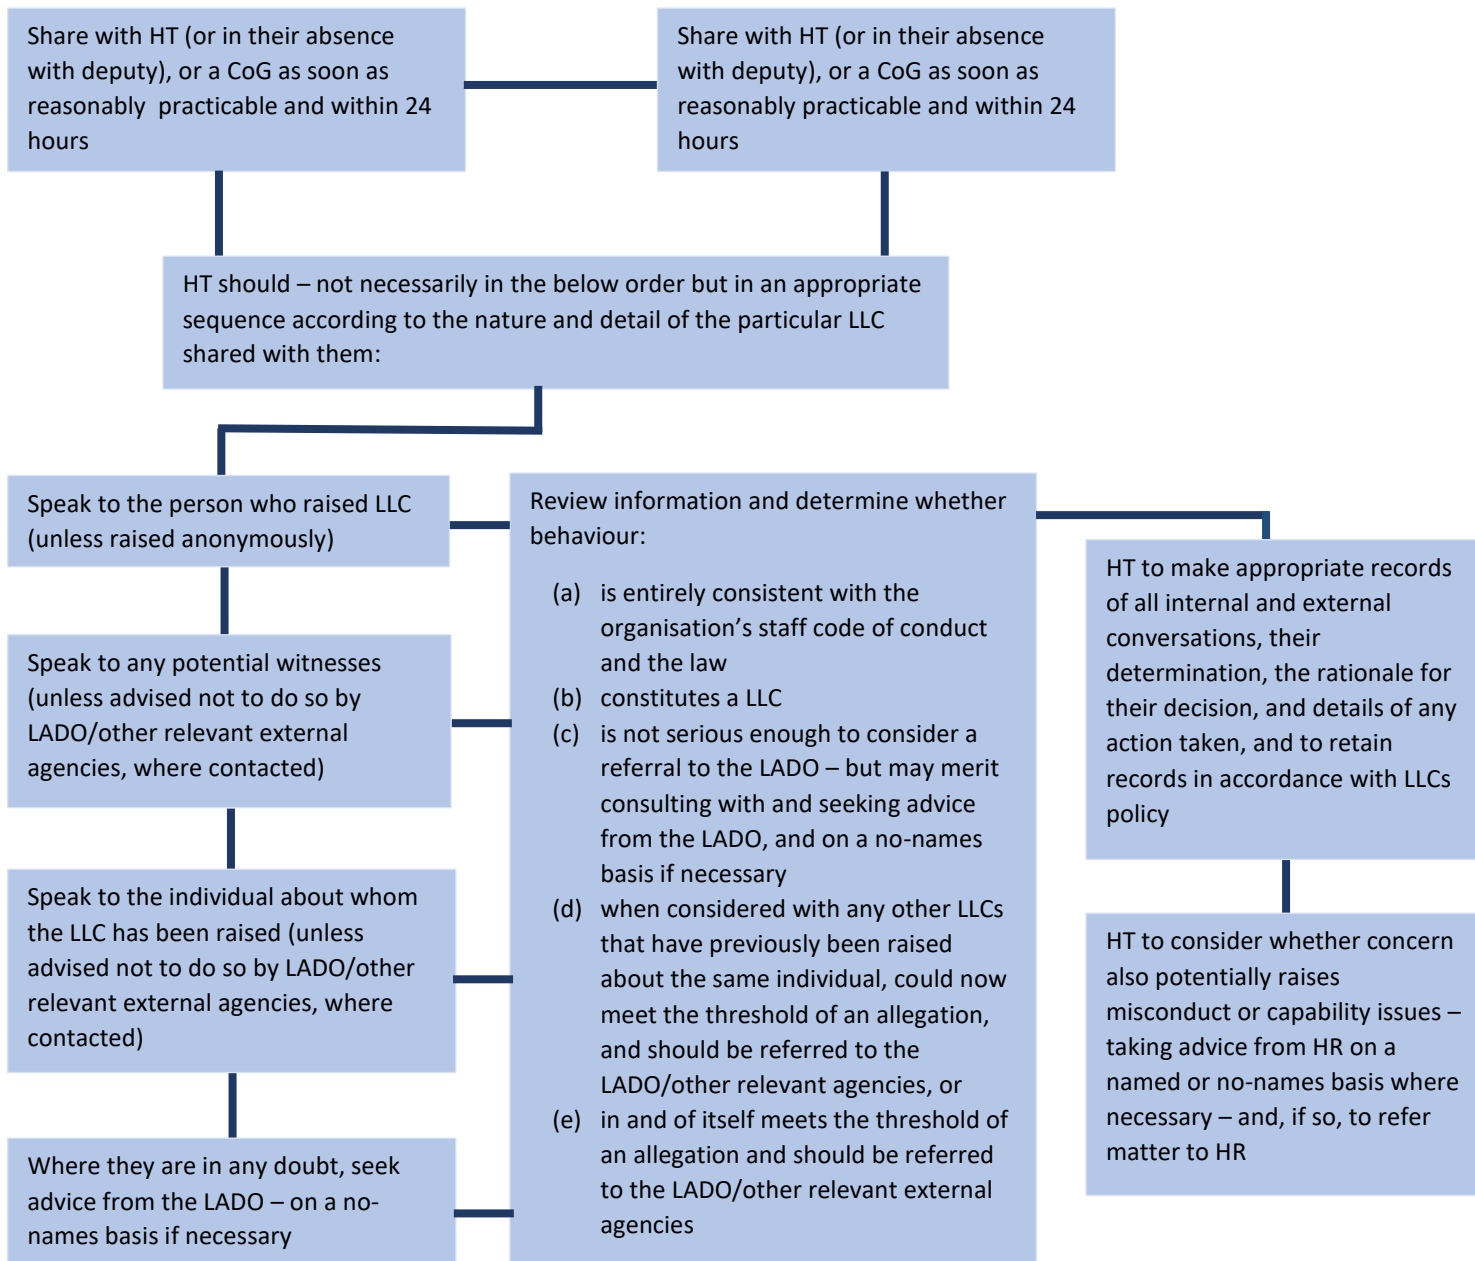 Share with HT (or in their absence
with deputy), or a CoG as soon as
reasonably  practicable and within 24
hours
Share with HT (or in their absence
with deputy), or a CoG as soon as
reasonably practicable and within 24
hours
HT should – not necessarily in the below order but in an appropriate
sequence according to the nature and detail of the particular LLC
shared with them:
Speak to the person who raised LLC
(unless raised anonymously)
Speak to any potential witnesses
(unless advised not to do so by
LADO/other relevant external
agencies, where contacted)
Speak to the individual about whom
the LLC has been raised (unless
advised not to do so by LADO/other
relevant external agencies, where
contacted)
Where they are in any doubt, seek
advice from the LADO – on a no-
names basis if necessary
Review information and determine whether
behaviour:
(a) is entirely consistent with the
organisation’s staff code of conduct
and the law
(b) constitutes a LLC
(c) is not serious enough to consider a
referral to the LADO – but may merit
consulting with and seeking advice
from the LADO, and on a no-names
basis if necessary
(d) when considered with any other LLCs
that have previously been raised
about the same individual, could now
meet the threshold of an allegation,
and should be referred to the
LADO/other relevant agencies, or
(e) in and of itself meets the threshold of
an allegation and should be referred
to the LADO/other relevant external
agencies
HT to make appropriate records
of all internal and external
conversations, their
determination, the rationale for
their decision, and details of any
action taken, and to retain
records in accordance with LLCs
policy
HT to consider whether concern
also potentially raises
misconduct or capability issues –
taking advice from HR on a
named or no-names basis where
necessary – and, if so, to refer
matter to HR